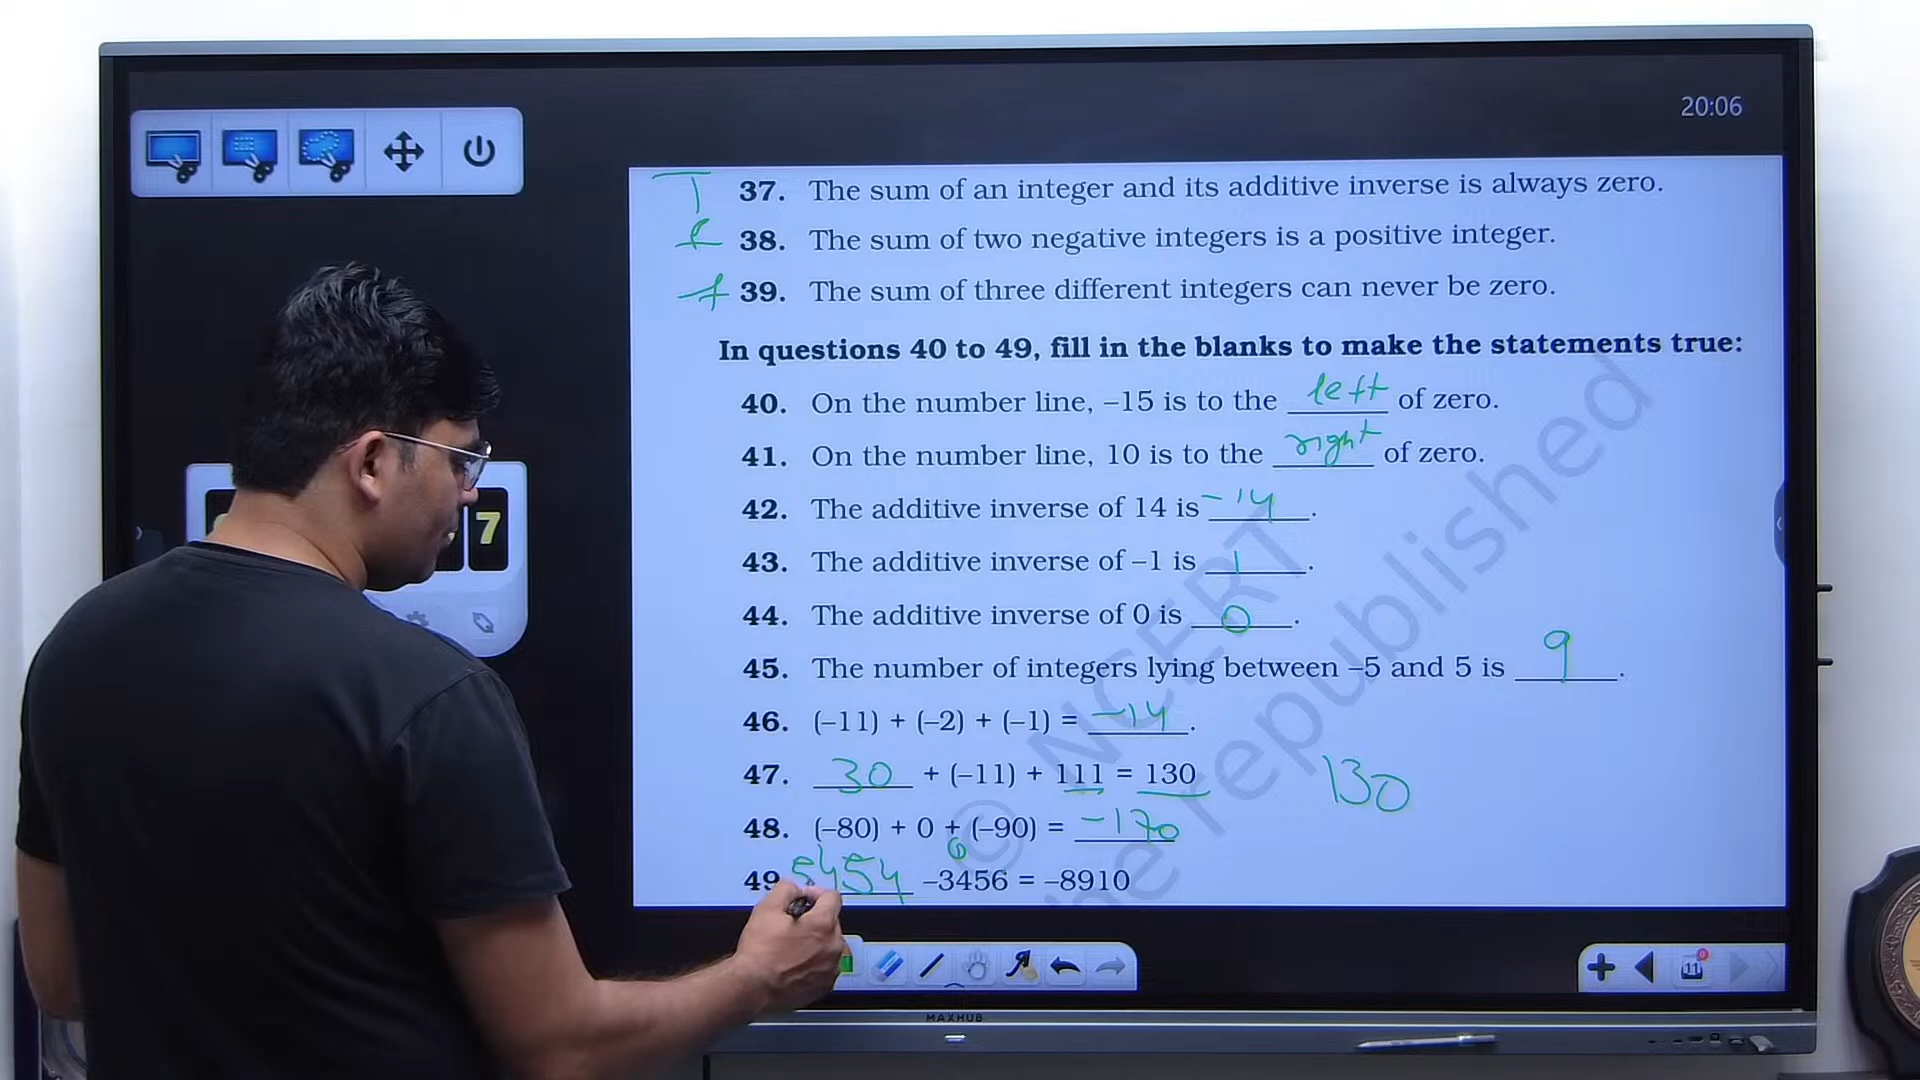 20:06
T 37. The sum of an integer and its additive inverse is always zero.
f 38. The sum of two negative integers is a positive integer.
f 39. The sum of three different integers can never be zero.
In questions 40 to 49, fill in the blanks to make the statements true:
40. On the number line, –15 is to the left of zero.
41. On the number line, 10 is to the right of zero.
42. The additive inverse of 14 is -14.
43. The additive inverse of –1 is 1.
44. The additive inverse of 0 is 0.
45. The number of integers lying between –5 and 5 is 9.
46. (–11) + (–2) + (–1) = -14.
47. 30 + (–11) + 111 = 130
130
48. (–80) + 0 + (–90) = -170
49 5454 –3456 = –8910
7
© NCERT
be republished
11
MAXHUB